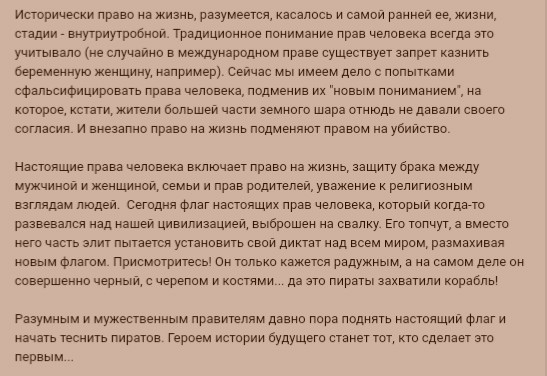 Исторически право на жизнь, разумеется, касалось и самой ранней ее, жизни,
стадии - внутриутробной. Традиционное понимание прав человека всегда это
учитывало (не случайно в международном праве существует запрет казнить
беременную женщину, например). Сейчас мы имеем дело с попытками
сфальсифицировать права человека, подменив их "новым пониманием", на
которое, кстати, жители большей части земного шара отнюдь не давали своего
согласия. И внезапно право на жизнь подменяют правом на убийство.
Настоящие права человека включает право на жизнь, защиту брака между
мужчиной и женщиной, семьи и прав родителей, уважение к религиозным
взглядам людей. Сегодня флаг настоящих прав человека, который когда-то
развевался над нашей цивилизацией, выброшен на свалку. Его топчут, а вместо
него часть элит пытается установить свой диктат над всем миром, размахивая
новым флагом. Присмотритесь! Он только кажется радужным, а на самом деле он
совершенно черный, с черепом и костями... да это пираты захватили корабль!
Разумным и мужественным правителям давно пора поднять настоящий флаг и
начать теснить пиратов. Героем истории будущего станет тот, кто сделает это
первым...